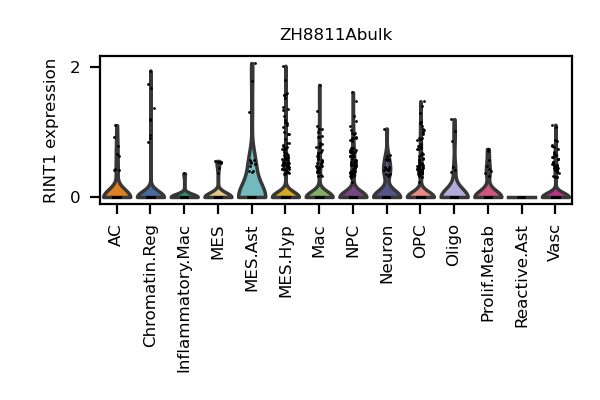 ZH8811Abulk
RINT1 expression
2
0
AC
Chromatin.Reg
Inflammatory.Mac
MES
MES.Ast
MES.Hyp
Mac
NPC
Neuron
OPC
Oligo
Prolif.Metab
Reactive.Ast
Vasc